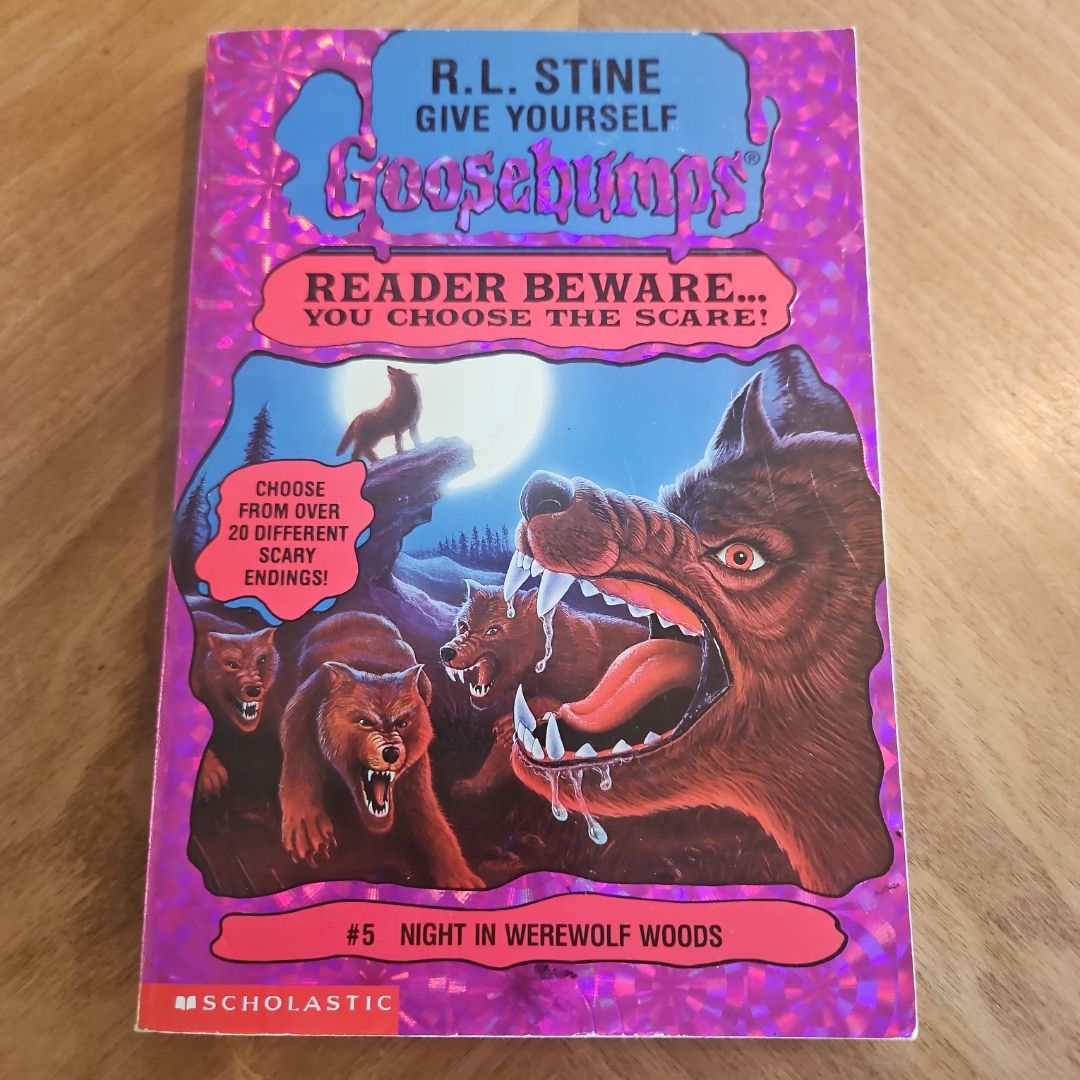 R.L. STINE
GIVE YOURSELF
Goosebumps®
READER BEWARE...
YOU CHOOSE THE SCARE!
CHOOSE
FROM OVER
20 DIFFERENT
SCARY
ENDINGS!
#5 NIGHT IN WEREWOLF WOODS
SCHOLASTIC